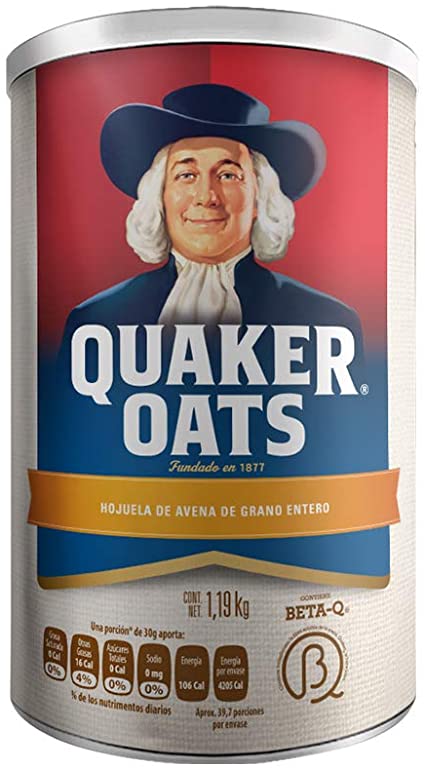 QUAKER®
OATS
Fundado en 1877
HOJUELA DE AVENA DE GRANO ENTERO
CONT.
NET. 1,19 kg
CONTIENE
BETA-Q®
β
Una porción* de 30g aporta:
Grasa
Saturada
0 Cal
0%
Otras
Grasas
16 Cal
4%
Azúcares
Totales
0 Cal
0%
Sodio
0 mg
0%
Energía
106 Cal
Energía
por envase
4205 Cal
% de los nutrimentos diarios
Aprox. 39,7 porciones
por envase